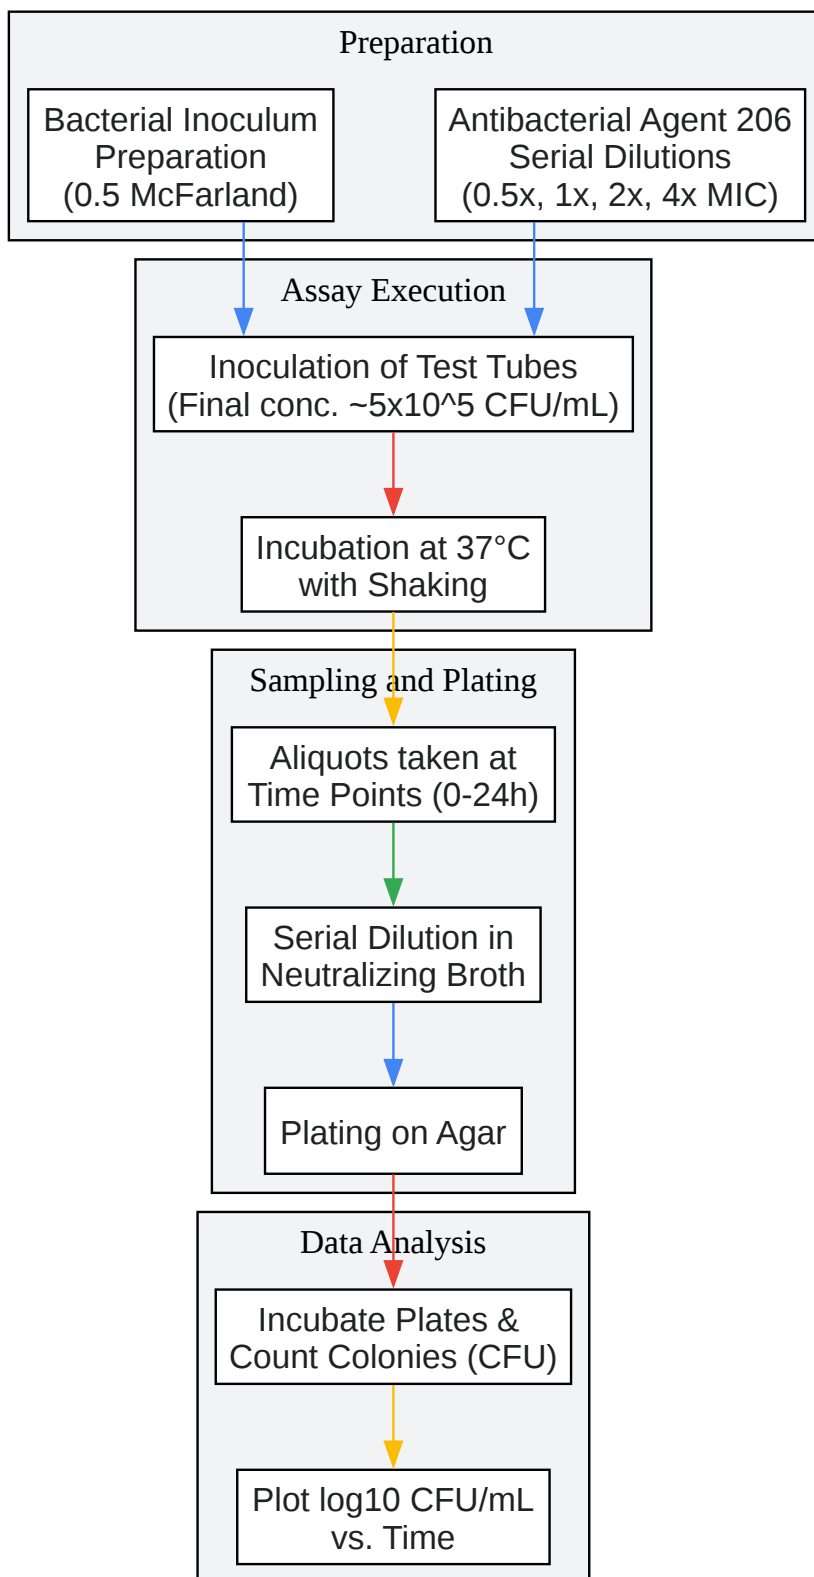 Preparation
Bacterial Inoculum
Preparation
(0.5 McFarland)
Antibacterial Agent 206
Serial Dilutions
(0.5x, 1x, 2x, 4x MIC)
Assay Execution
Inoculation of Test Tubes
(Final conc. ~5x10^5 CFU/mL)
Incubation at 37°C
with Shaking
Sampling and Plating
Aliquots taken at
Time Points (0-24h)
Serial Dilution in
Neutralizing Broth
Plating on Agar
Data Analysis
Incubate Plates &
Count Colonies (CFU)
Plot log10 CFU/mL
vs. Time